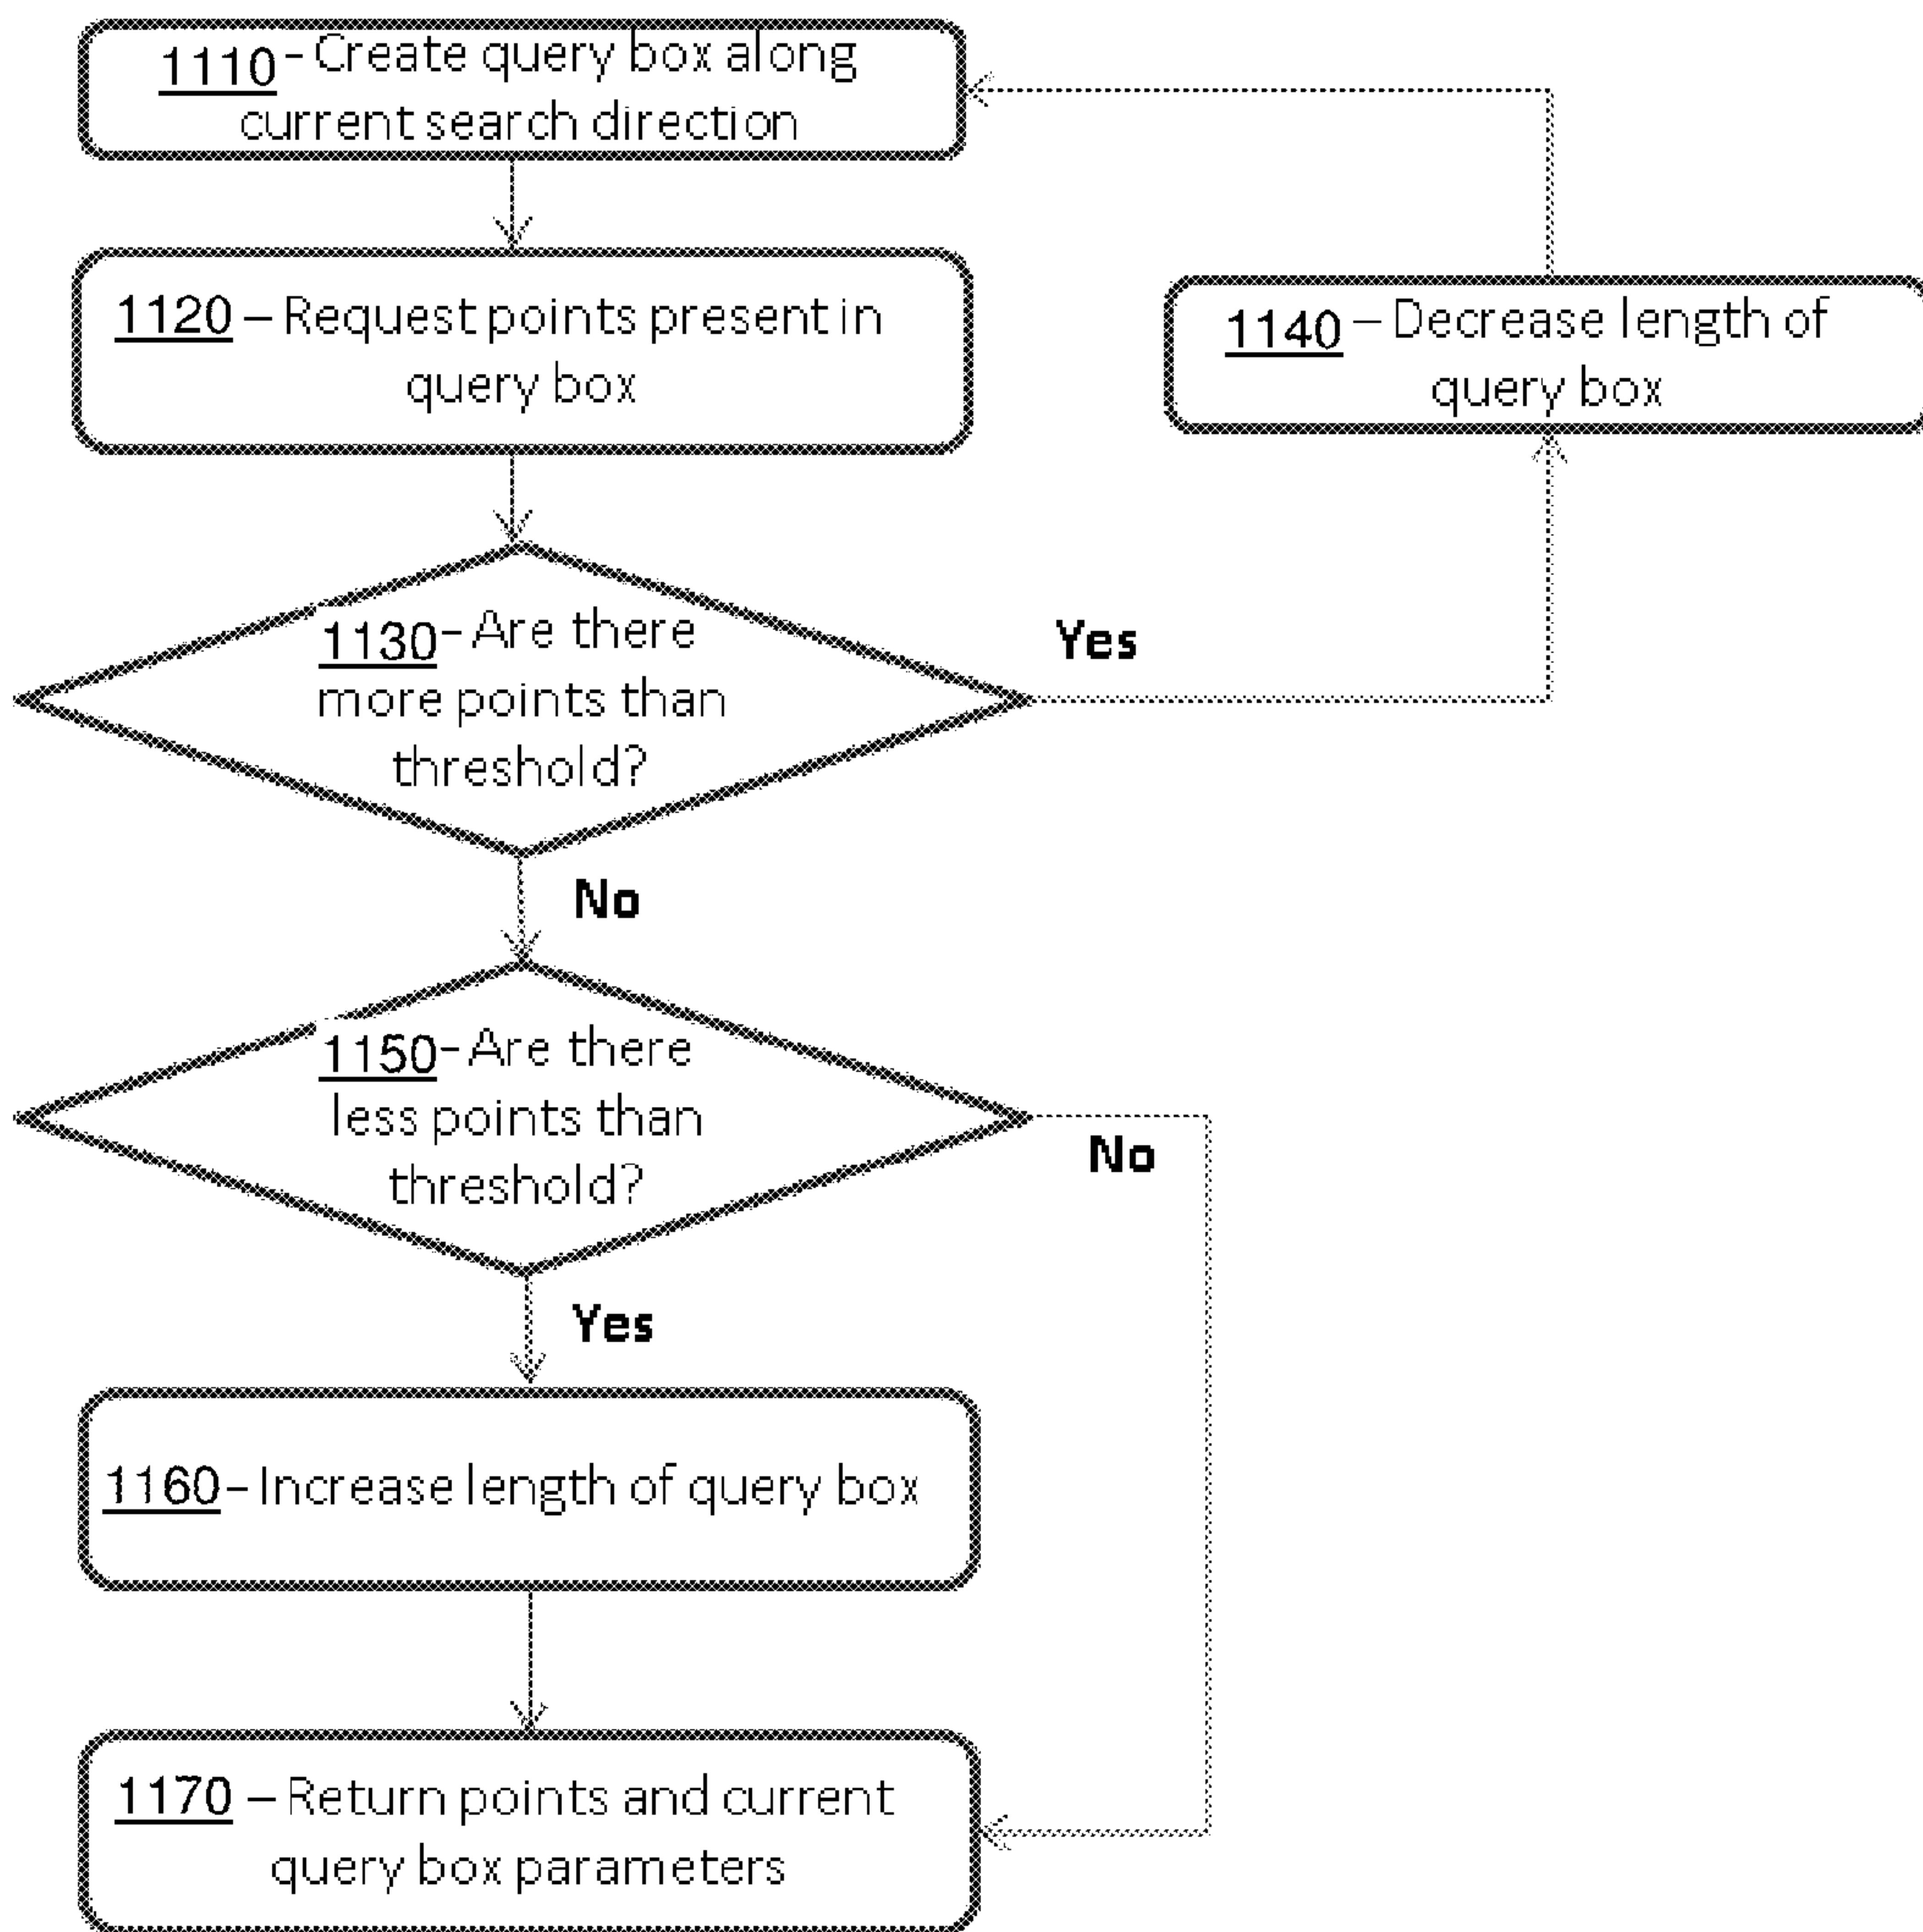 1110 - Create query box along
current search direction
1120 – Request points present in
query box
1140 – Decrease length of
query box
1130 - Are there
more points than
threshold?
Yes
No
1150 - Are there
less points than
threshold?
No
Yes
1160 – Increase length of query box
1170 – Return points and current
query box parameters